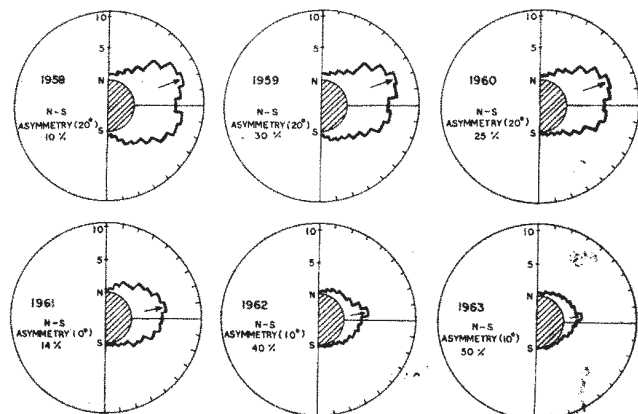 10
5
1958
N
N-S
ASYMMETRY (20°)
10 %
S
10
5
1959
N
N-S
ASYMMETRY (20°)
30 %
S
10
5
1960
N
N-S
ASYMMETRY (20°)
25 %
S
10
5
1961
N
N-S
ASYMMETRY (10°)
14 %
S
10
5
1962
N
N-S
ASYMMETRY (10°)
40 %
S
10
5
1963
N
N-S
ASYMMETRY (10°)
50 %
S